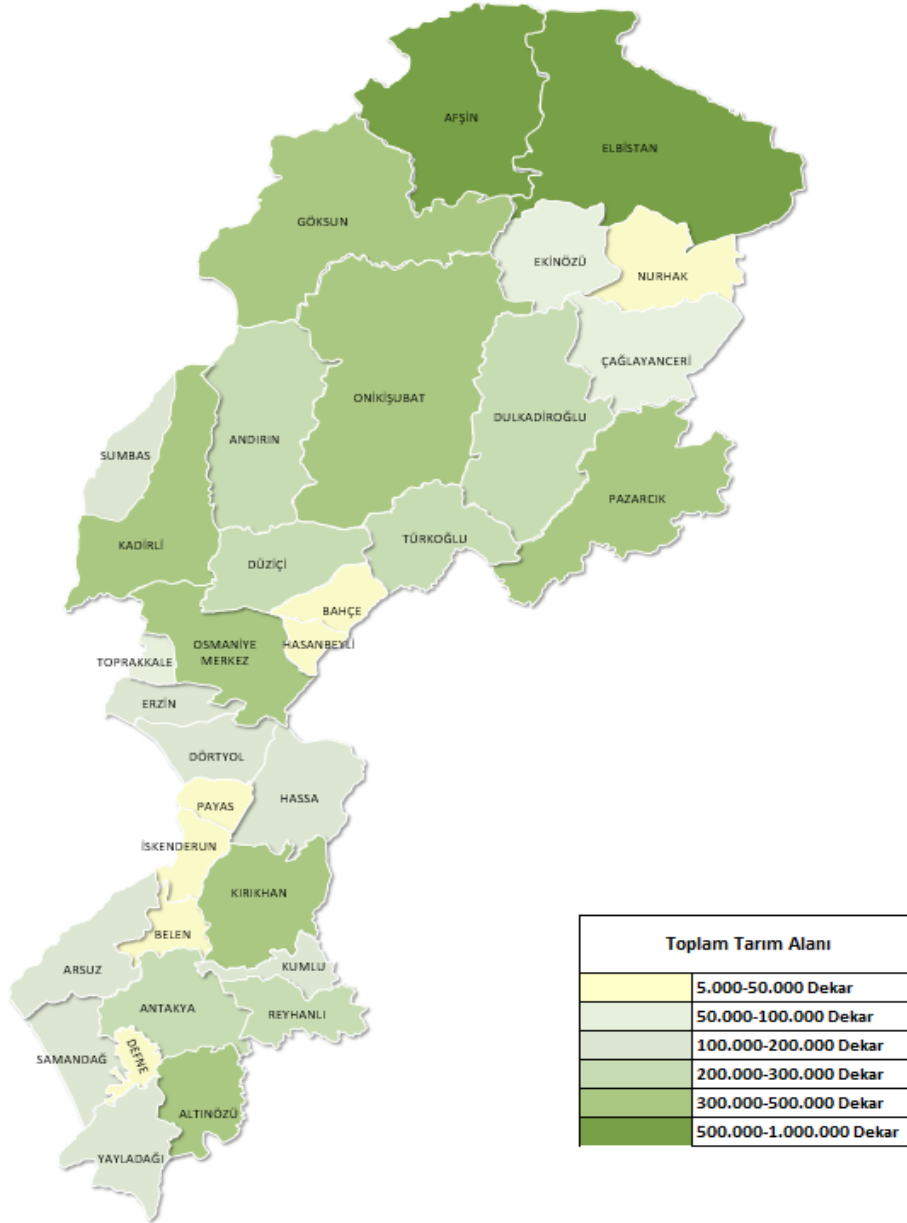 AFŞİN
ELBİSTAN
GÖKSUN
EKİNÖZÜ
NURHAK
ÇAĞLAYANCERİ
ONİKİŞUBAT
DULKADİROĞLU
ANDIRIN
SUMBAS
PAZARCIK
TÜRKOĞLU
KADİRLİ
DÜZİÇİ
BAHÇE
OSMANİYE
MERKEZ
HASANBEYLİ
TOPRAKKALE
ERZİN
DÖRTYOL
HASSA
PAYAS
İSKENDERUN
KIRIKHAN
BELEN
ARSUZ
KUMLU
ANTAKYA
REYHANLI
SAMANDAĞ
DEFNE
ALTINÖZÜ
YAYLADAĞI
Toplam Tarım Alanı
5.000-50.000 Dekar
50.000-100.000 Dekar
100.000-200.000 Dekar
200.000-300.000 Dekar
300.000-500.000 Dekar
500.000-1.000.000 Dekar